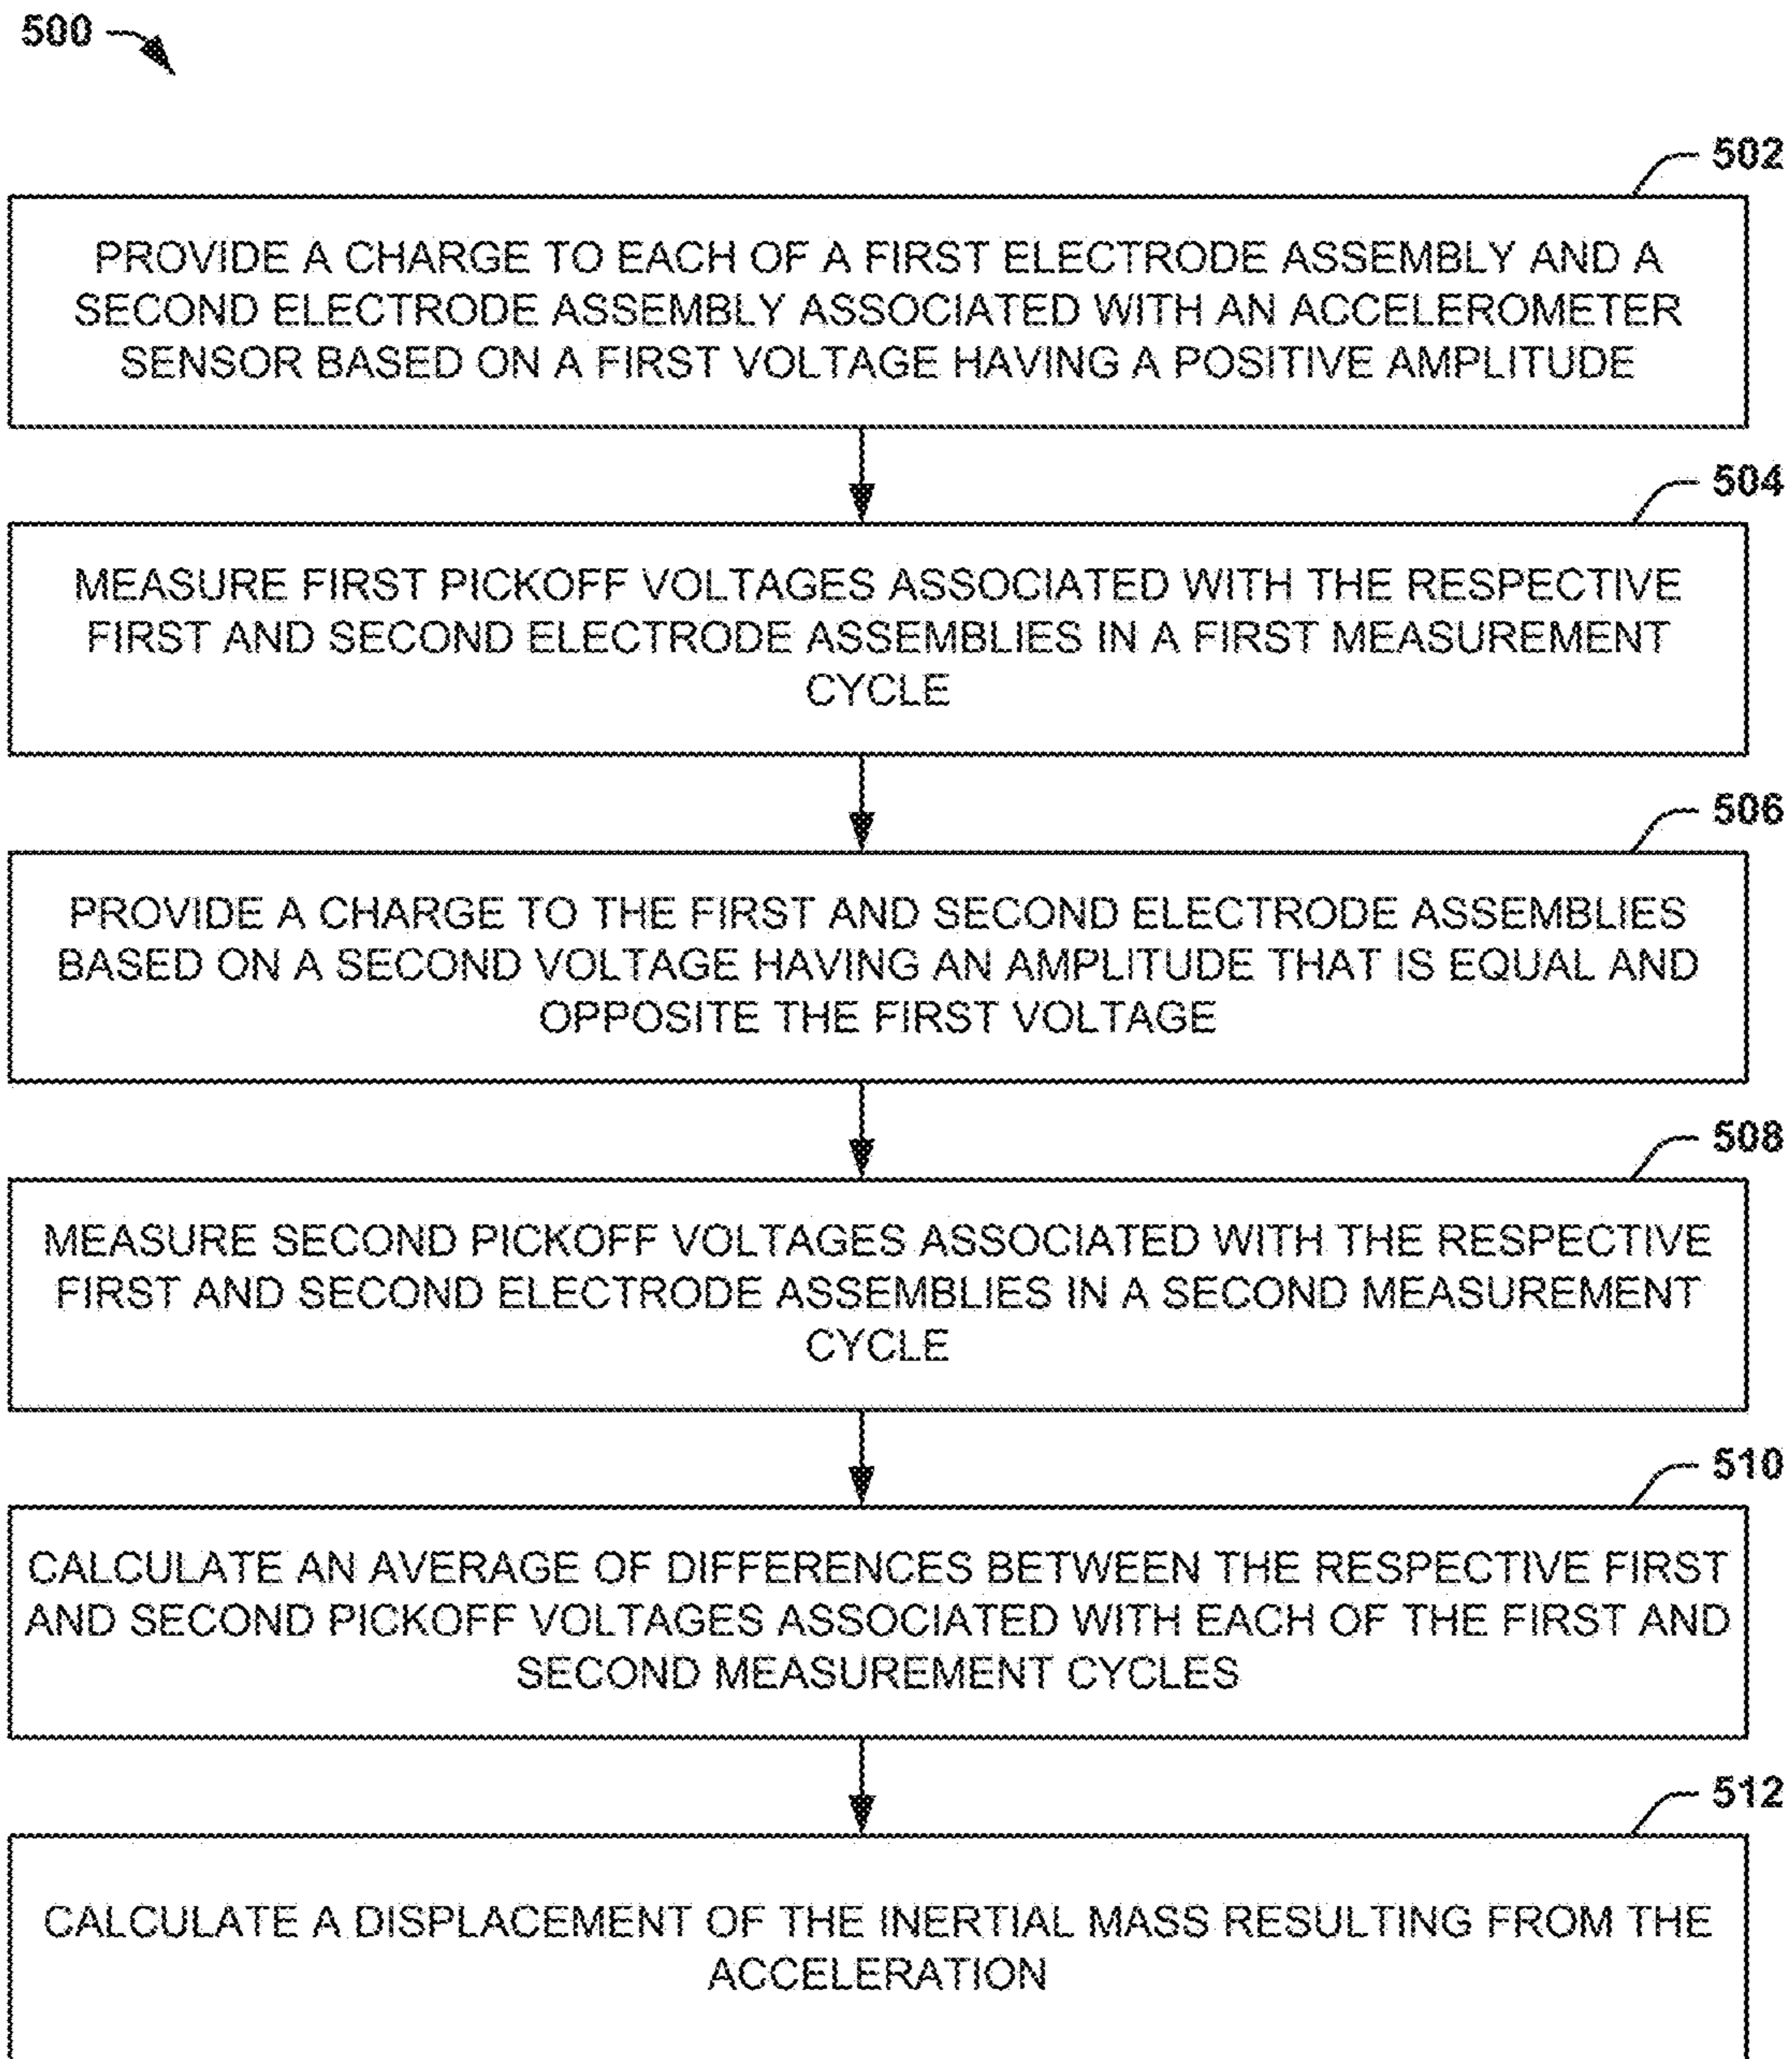 500
502
PROVIDE A CHARGE TO EACH OF A FIRST ELECTRODE ASSEMBLY AND A
SECOND ELECTRODE ASSEMBLY ASSOCIATED WITH AN ACCELEROMETER
SENSOR BASED ON A FIRST VOLTAGE HAVING A POSITIVE AMPLITUDE
504
MEASURE FIRST PICKOFF VOLTAGES ASSOCIATED WITH THE RESPECTIVE
FIRST AND SECOND ELECTRODE ASSEMBLIES IN A FIRST MEASUREMENT
CYCLE
506
PROVIDE A CHARGE TO THE FIRST AND SECOND ELECTRODE ASSEMBLIES
BASED ON A SECOND VOLTAGE HAVING AN AMPLITUDE THAT IS EQUAL AND
OPPOSITE THE FIRST VOLTAGE
508
MEASURE SECOND PICKOFF VOLTAGES ASSOCIATED WITH THE RESPECTIVE
FIRST AND SECOND ELECTRODE ASSEMBLIES IN A SECOND MEASUREMENT
CYCLE
510
CALCULATE AN AVERAGE OF DIFFERENCES BETWEEN THE RESPECTIVE FIRST
AND SECOND PICKOFF VOLTAGES ASSOCIATED WITH EACH OF THE FIRST AND
SECOND MEASUREMENT CYCLES
512
CALCULATE A DISPLACEMENT OF THE INERTIAL MASS RESULTING FROM THE
ACCELERATION